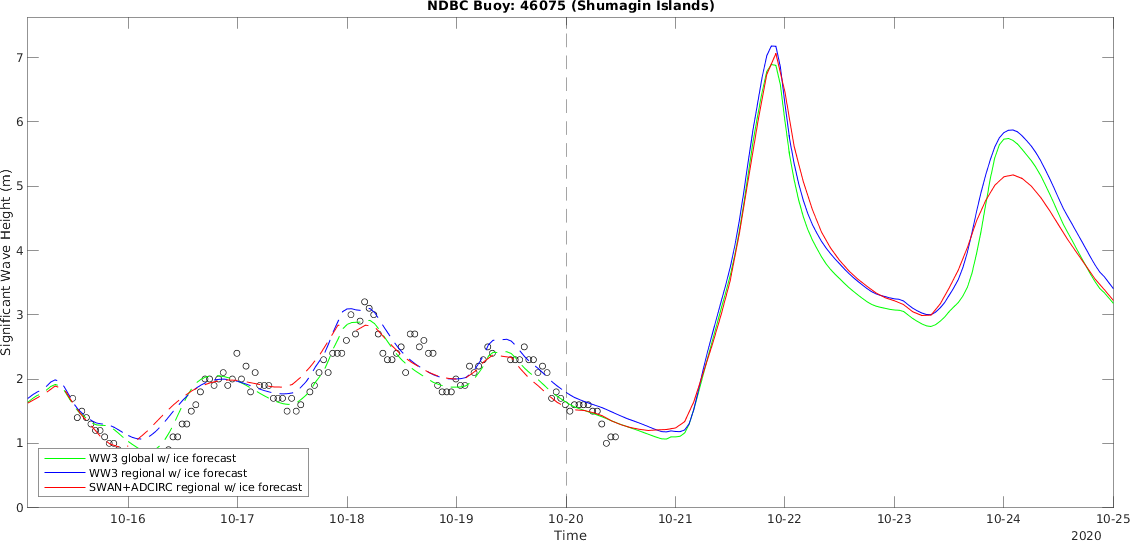 NDBC Buoy: 46075 (Shumagin Islands)
Significant Wave Height (m)
7
6
5
4
3
2
1
0
WW3 global w/ ice forecast
WW3 regional w/ ice forecast
SWAN+ADCIRC regional w/ ice forecast
10-16 10-17 10-18 10-19 10-20 10-21 10-22 10-23 10-24 10-25
Time
2020